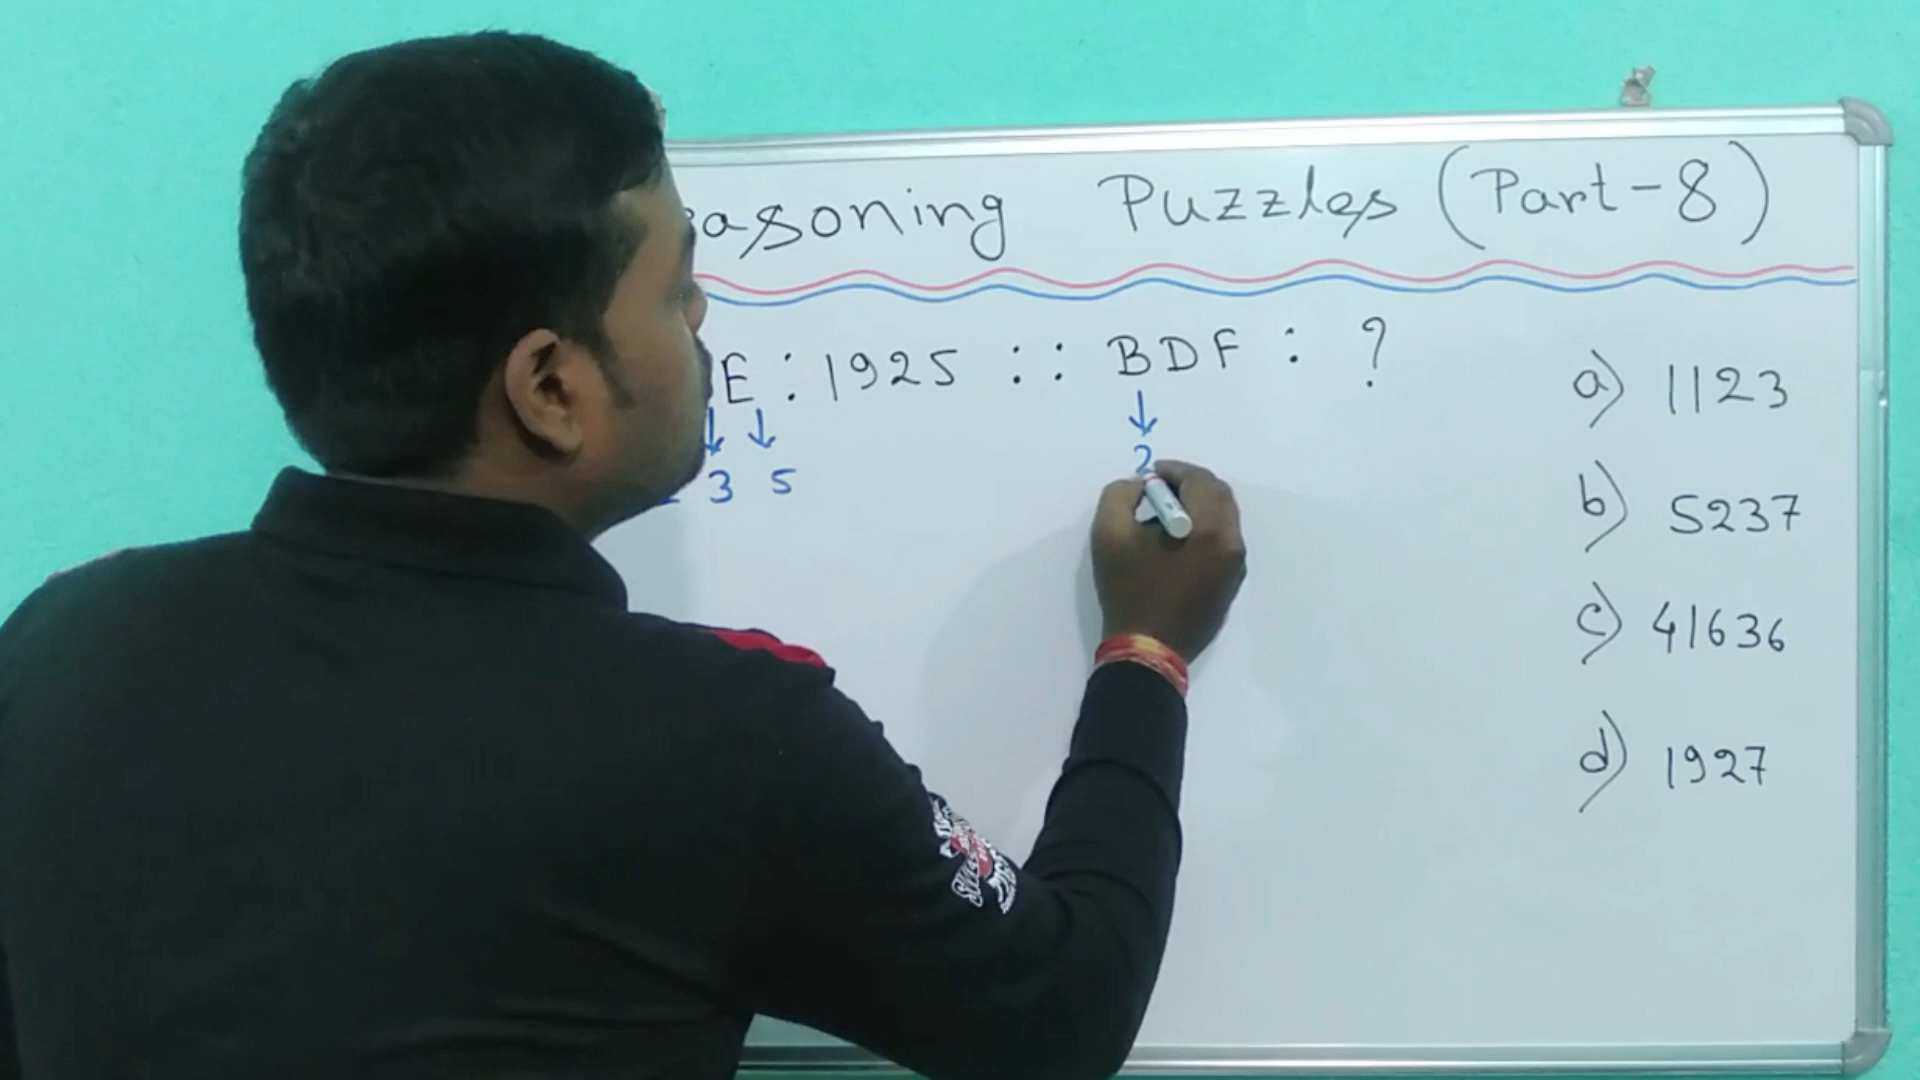 asoning Puzzles (Part-8)
E : 1925 :: BDF : ?
3 5
2
a) 1123
b) 5237
c) 41636
d) 1927